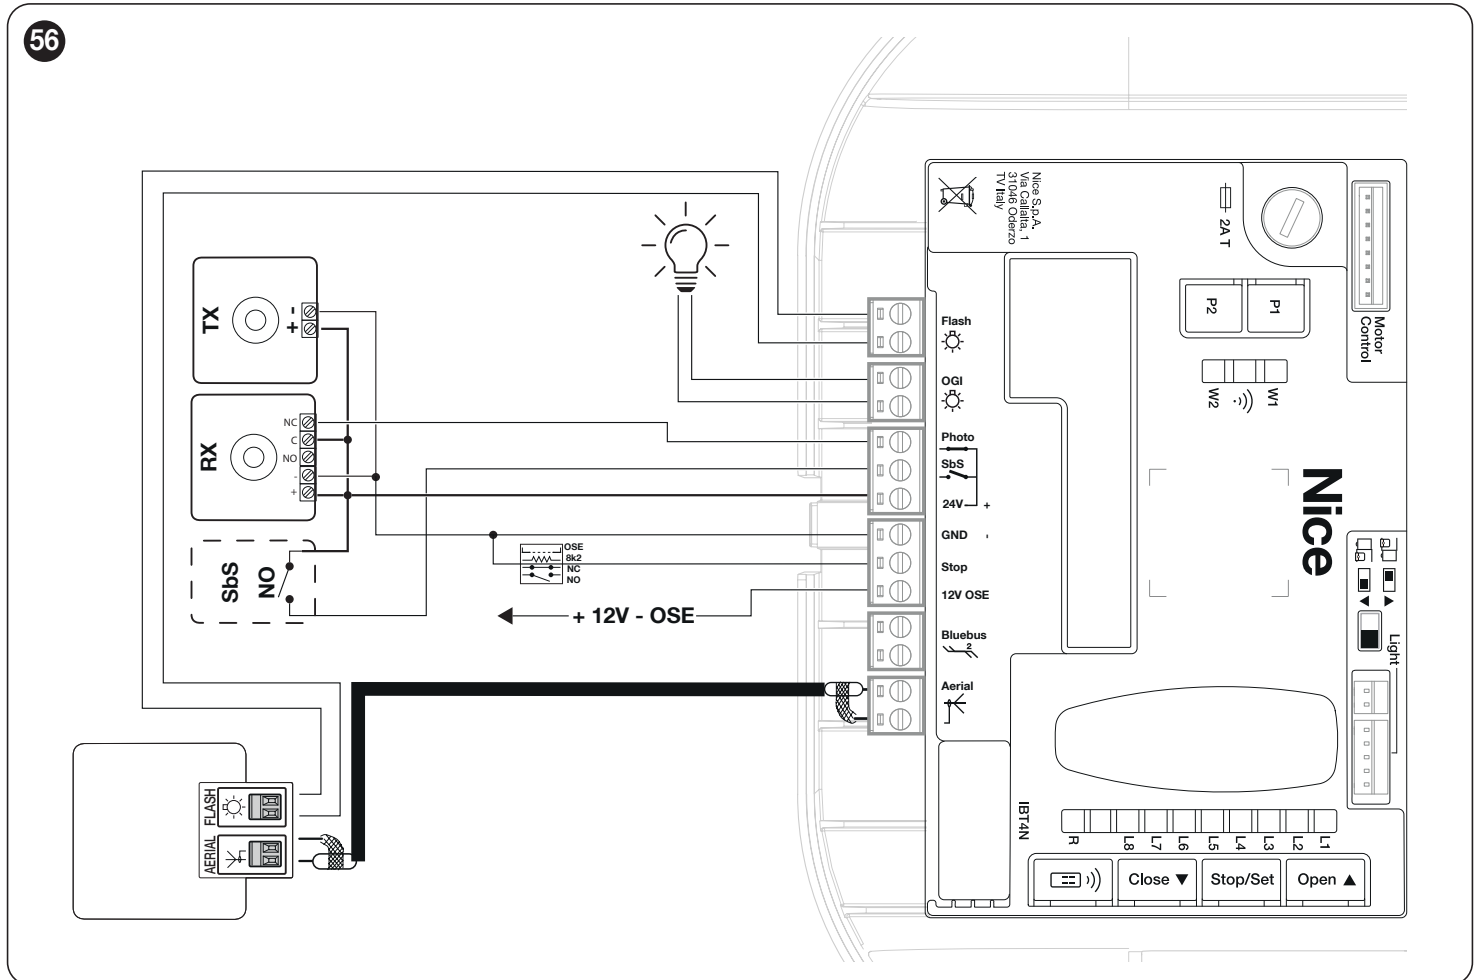 56
Nice S.p.A.
Via Callalta, 1
31046 Oderzo
TV Italy
2A T
Motor
Control
P2
P1
W2
W1
TX
-
+
RX
NC
C
NO
-
+
SbS
NO
OSE
8k2
NC
NO
+ 12V - OSE
Flash
OGI
Photo
SbS
24V
+
GND
-
Stop
12V OSE
Bluebus
2
Aerial
Nice
Light
FLASH
AERIAL
IBT4N
R
L8
L7
L6
L5
L4
L3
L2
L1
Close ▼
Stop/Set
Open ▲